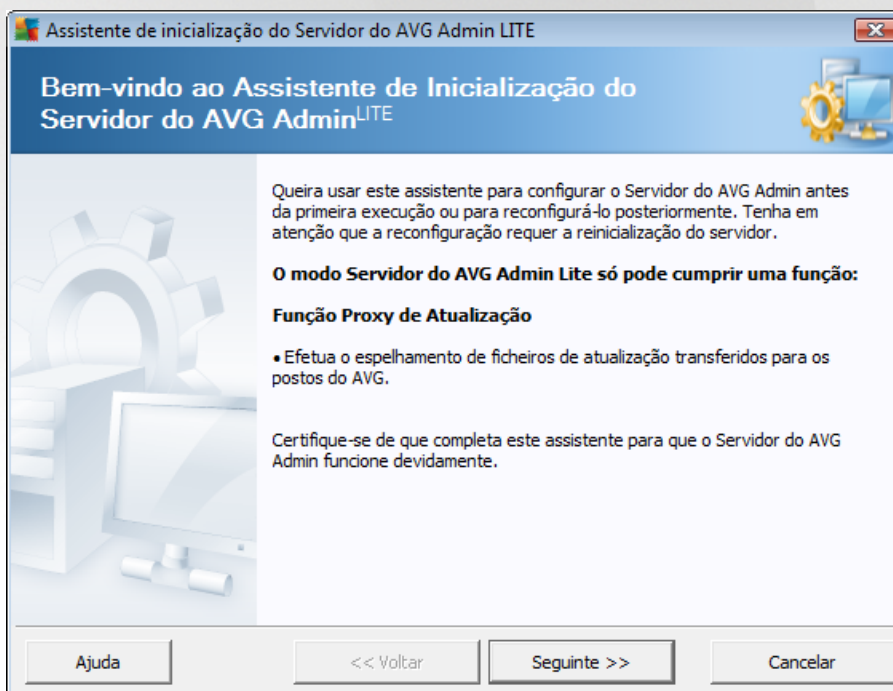 Assistente de inicialização do Servidor do AVG Admin LITE
Bem-vindo ao Assistente de Inicialização do
Servidor do AVG Admin LITE
Queira usar este assistente para configurar o Servidor do AVG Admin antes
da primeira execução ou para reconfigurá-lo posteriormente. Tenha em
atenção que a reconfiguração requer a reinicialização do servidor.
O modo Servidor do AVG Admin Lite só pode cumprir uma função:
Função Proxy de Atualização
• Efetua o espelhamento de ficheiros de atualização transferidos para os
postos do AVG.
Certifique-se de que completa este assistente para que o Servidor do AVG
Admin funcione devidamente.
Ajuda
<< Voltar
Seguinte >>
Cancelar